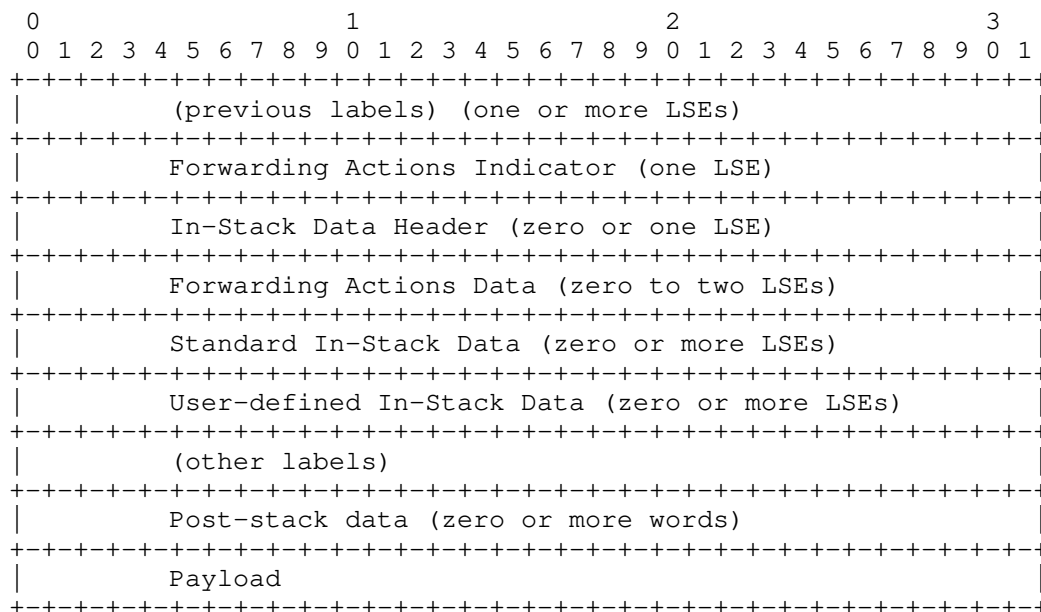 0                   1                   2                   3
 0 1 2 3 4 5 6 7 8 9 0 1 2 3 4 5 6 7 8 9 0 1 2 3 4 5 6 7 8 9 0 1
+-+-+-+-+-+-+-+-+-+-+-+-+-+-+-+-+-+-+-+-+-+-+-+-+-+-+-+-+-+-+-+-+
|         (previous labels) (one or more LSEs)                  |
+-+-+-+-+-+-+-+-+-+-+-+-+-+-+-+-+-+-+-+-+-+-+-+-+-+-+-+-+-+-+-+-+
|         Forwarding Actions Indicator (one LSE)                |
+-+-+-+-+-+-+-+-+-+-+-+-+-+-+-+-+-+-+-+-+-+-+-+-+-+-+-+-+-+-+-+-+
|         In-Stack Data Header (zero or one LSE)                |
+-+-+-+-+-+-+-+-+-+-+-+-+-+-+-+-+-+-+-+-+-+-+-+-+-+-+-+-+-+-+-+-+
|         Forwarding Actions Data (zero to two LSEs)            |
+-+-+-+-+-+-+-+-+-+-+-+-+-+-+-+-+-+-+-+-+-+-+-+-+-+-+-+-+-+-+-+-+
|         Standard In-Stack Data (zero or more LSEs)            |
+-+-+-+-+-+-+-+-+-+-+-+-+-+-+-+-+-+-+-+-+-+-+-+-+-+-+-+-+-+-+-+-+
|         User-defined In-Stack Data (zero or more LSEs)        |
+-+-+-+-+-+-+-+-+-+-+-+-+-+-+-+-+-+-+-+-+-+-+-+-+-+-+-+-+-+-+-+-+
|         (other labels)                                        |
+-+-+-+-+-+-+-+-+-+-+-+-+-+-+-+-+-+-+-+-+-+-+-+-+-+-+-+-+-+-+-+-+
|         Post-stack data (zero or more words)                  |
+-+-+-+-+-+-+-+-+-+-+-+-+-+-+-+-+-+-+-+-+-+-+-+-+-+-+-+-+-+-+-+-+
|         Payload                                               |
+-+-+-+-+-+-+-+-+-+-+-+-+-+-+-+-+-+-+-+-+-+-+-+-+-+-+-+-+-+-+-+-+